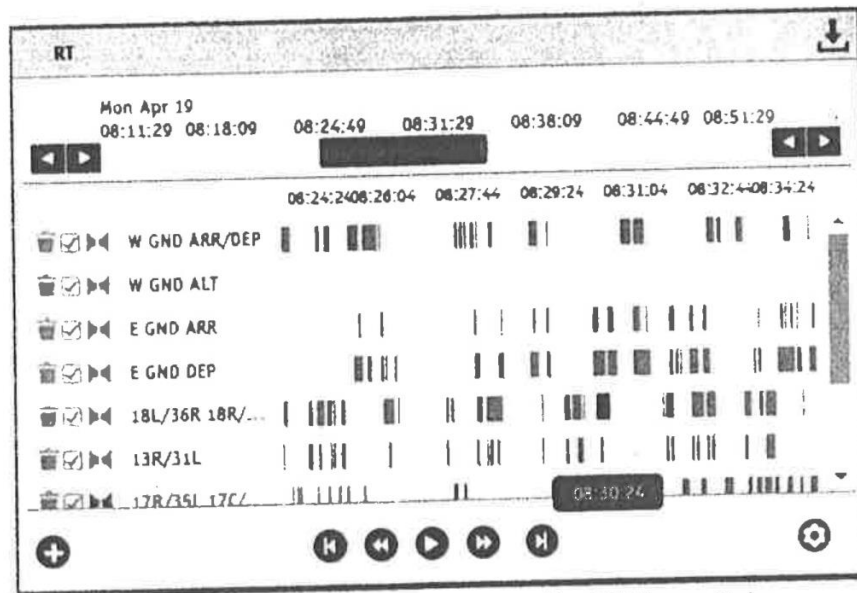 RT
Mon Apr 19
08:11:29 08:18:09 08:24:49 08:31:29 08:38:09 08:44:49 08:51:29
08:24:24 08:26:04 08:27:44 08:29:24 08:31:04 08:32:44 08:34:24
W GND ARR/DEP
W GND ALT
E GND ARR
E GND DEP
18L/36R 18R/...
13R/31L
17R/35L 17C/...
08:30:24